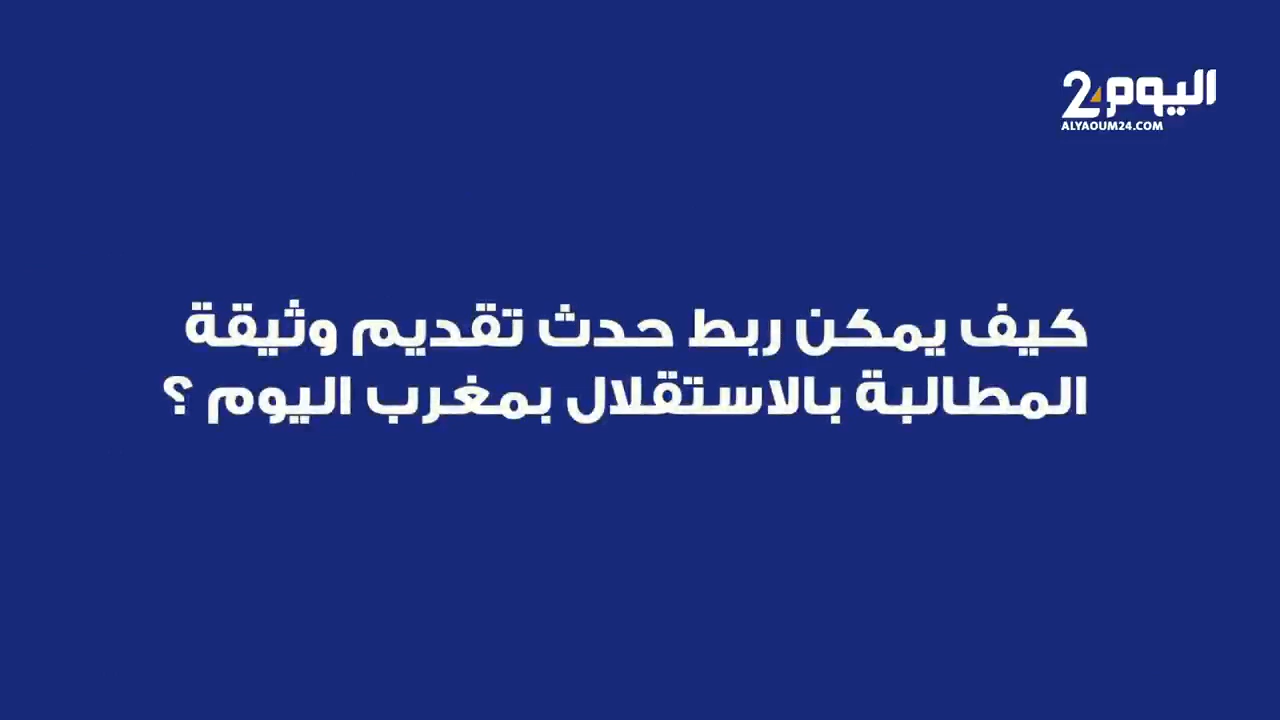 اليوم24
ALYAOUM24.COM
كيف يمكن ربط حدث تقديم وثيقة
المطالبة بالاستقلال بمغرب اليوم ؟